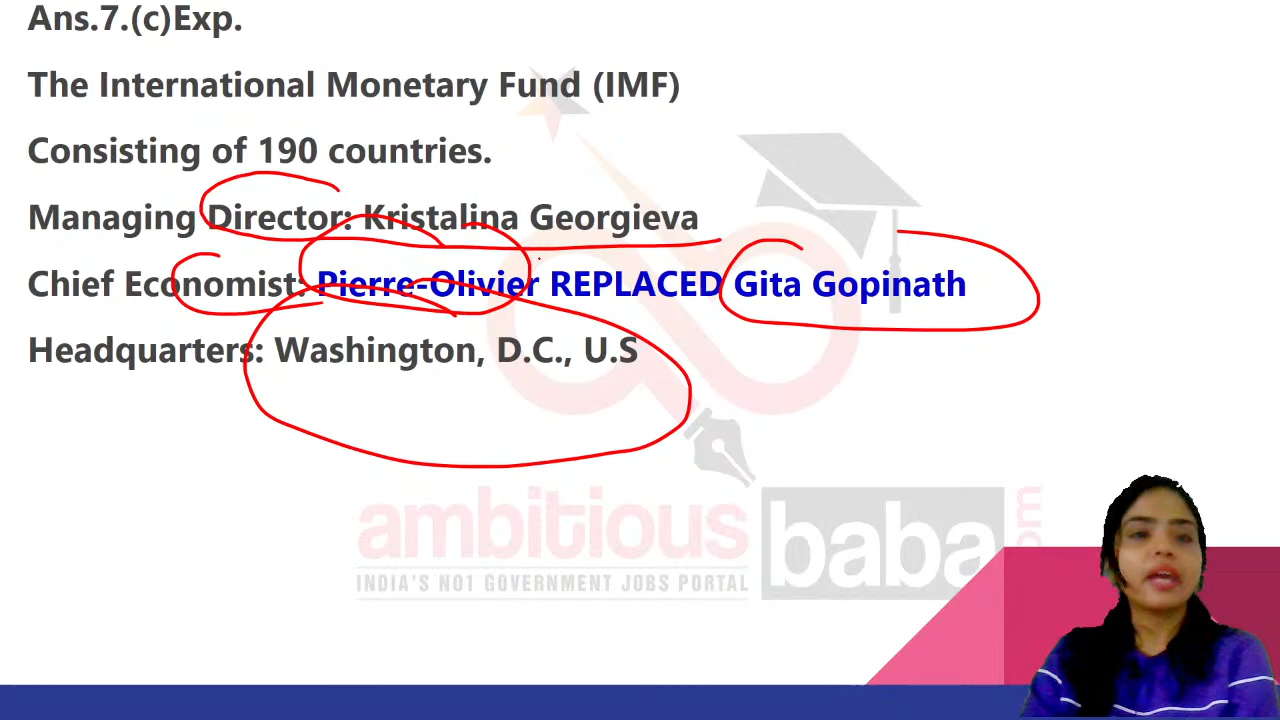 Ans.7.(c)Exp.
The International Monetary Fund (IMF)
Consisting of 190 countries.
Managing Director: Kristalina Georgieva
Chief Economist: Pierre-Olivier REPLACED Gita Gopinath
Headquarters: Washington, D.C., U.S
ambitious baba
INDIA'S NO1 GOVERNMENT JOBS PORTAL